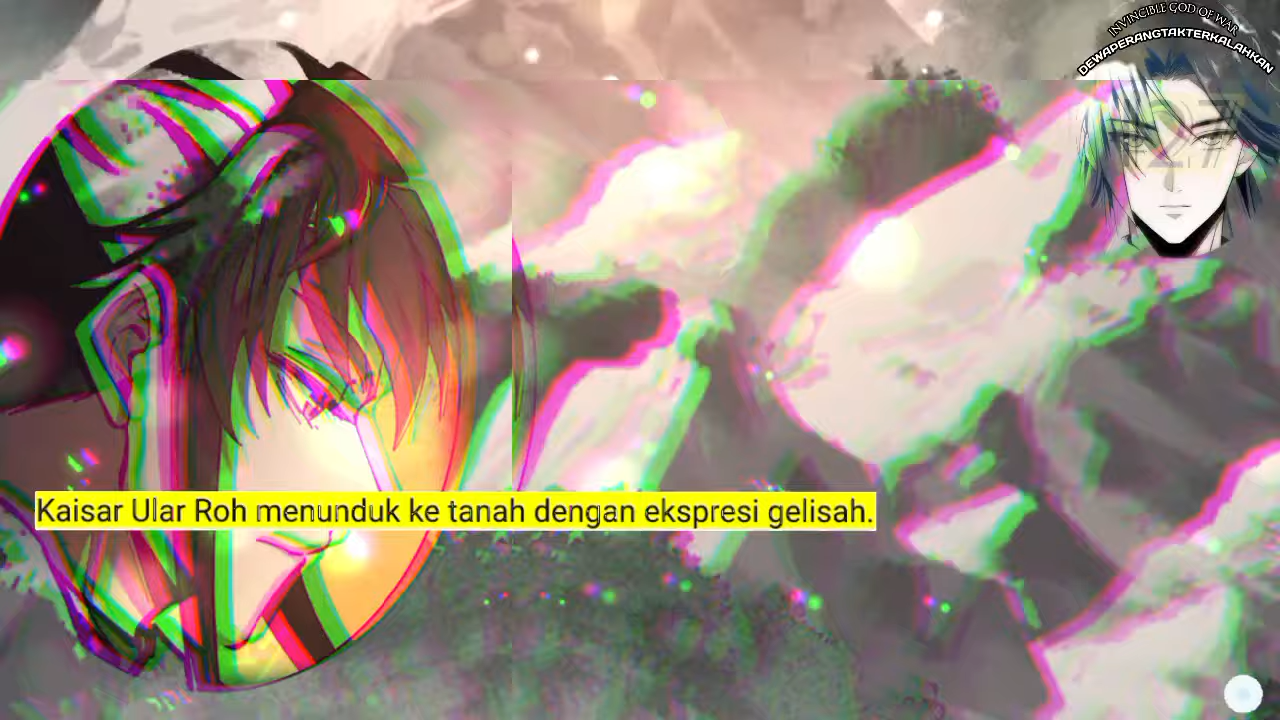 INVINCIBLE GOD OF WAR
DEWAPERANGTAKTERKALAHKAN
Kaisar Ular Roh menunduk ke tanah dengan ekspresi gelisah.